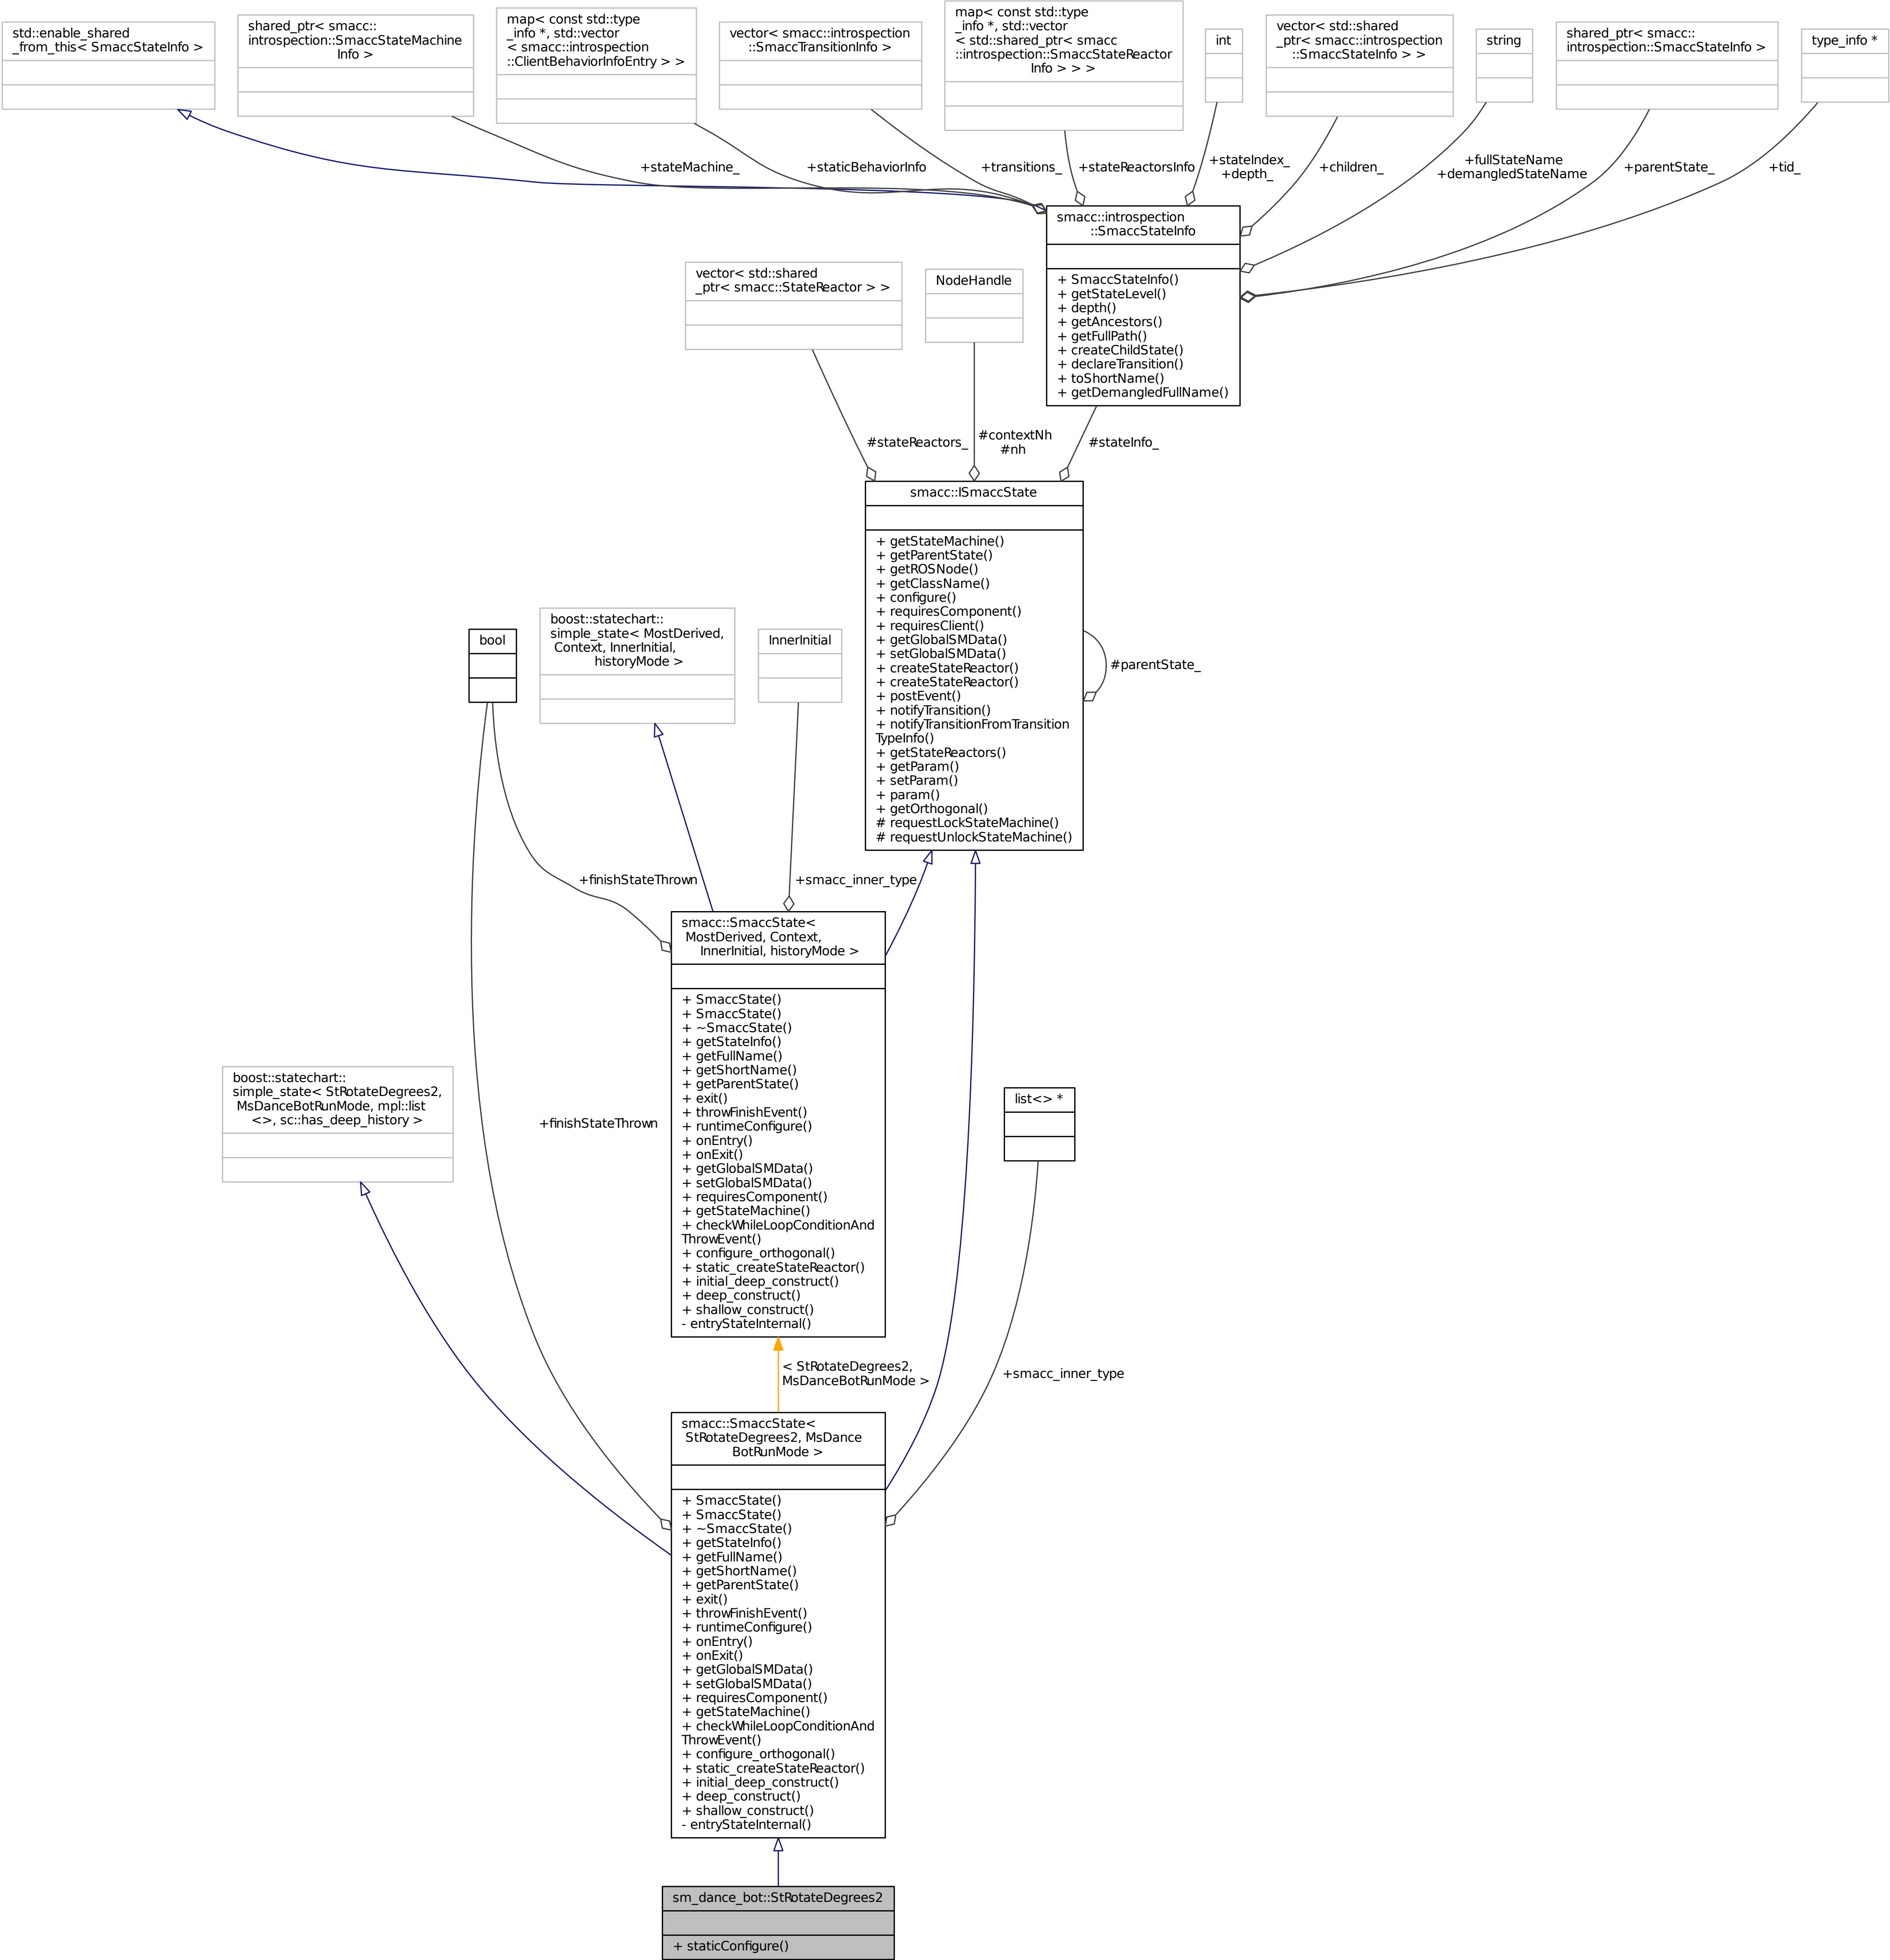 std::enable_shared
_from_this< SmaccStateInfo >
shared_ptr< smacc::
introspection::SmaccStateMachine
Info >
map< const std::type
_info *, std::vector
< smacc::introspection
::ClientBehaviorInfoEntry > >
vector< smacc::introspection
::SmaccTransitionInfo >
map< const std::type
_info *, std::vector
< std::shared_ptr< smacc
::introspection::SmaccStateReactor
Info > > >
int
vector< std::shared
_ptr< smacc::introspection
::SmaccStateInfo > >
string
shared_ptr< smacc::
introspection::SmaccStateInfo >
type_info *
+stateMachine_
+staticBehaviorInfo
+transitions_
+stateReactorsInfo
+stateIndex_
+depth_
+children_
+fullStateName
+demangledStateName
+parentState_
+tid_
smacc::introspection
::SmaccStateInfo
+ SmaccStateInfo()
+ getStateLevel()
+ depth()
+ getAncestors()
+ getFullPath()
+ createChildState()
+ declareTransition()
+ toShortName()
+ getDemangledFullName()
vector< std::shared
_ptr< smacc::StateReactor > >
NodeHandle
#stateReactors_
#contextNh
#nh
#stateInfo_
smacc::ISmaccState
+ getStateMachine()
+ getParentState()
+ getROSNode()
+ getClassName()
+ configure()
+ requiresComponent()
+ requiresClient()
+ getGlobalSMData()
+ setGlobalSMData()
+ createStateReactor()
+ createStateReactor()
+ postEvent()
+ notifyTransition()
+ notifyTransitionFromTransition
TypeInfo()
+ getStateReactors()
+ getParam()
+ setParam()
+ param()
+ getOrthogonal()
# requestLockStateMachine()
# requestUnlockStateMachine()
#parentState_
bool
boost::statechart::
simple_state< MostDerived,
Context, InnerInitial,
historyMode >
InnerInitial
+finishStateThrown
+smacc_inner_type
smacc::SmaccState<
MostDerived, Context,
InnerInitial, historyMode >
+ SmaccState()
+ SmaccState()
+ ~SmaccState()
+ getStateInfo()
+ getFullName()
+ getShortName()
+ getParentState()
+ exit()
+ throwFinishEvent()
+ runtimeConfigure()
+ onEntry()
+ onExit()
+ getGlobalSMData()
+ setGlobalSMData()
+ requiresComponent()
+ getStateMachine()
+ checkWhileLoopConditionAnd
ThrowEvent()
+ configure_orthogonal()
+ static_createStateReactor()
+ initial_deep_construct()
+ deep_construct()
+ shallow_construct()
- entryStateInternal()
boost::statechart::
simple_state< StRotateDegrees2,
MsDanceBotRunMode, mpl::list
<>, sc::has_deep_history >
+finishStateThrown
list<> *
< StRotateDegrees2,
MsDanceBotRunMode >
+smacc_inner_type
smacc::SmaccState<
StRotateDegrees2, MsDance
BotRunMode >
+ SmaccState()
+ SmaccState()
+ ~SmaccState()
+ getStateInfo()
+ getFullName()
+ getShortName()
+ getParentState()
+ exit()
+ throwFinishEvent()
+ runtimeConfigure()
+ onEntry()
+ onExit()
+ getGlobalSMData()
+ setGlobalSMData()
+ requiresComponent()
+ getStateMachine()
+ checkWhileLoopConditionAnd
ThrowEvent()
+ configure_orthogonal()
+ static_createStateReactor()
+ initial_deep_construct()
+ deep_construct()
+ shallow_construct()
- entryStateInternal()
sm_dance_bot::StRotateDegrees2
+ staticConfigure()